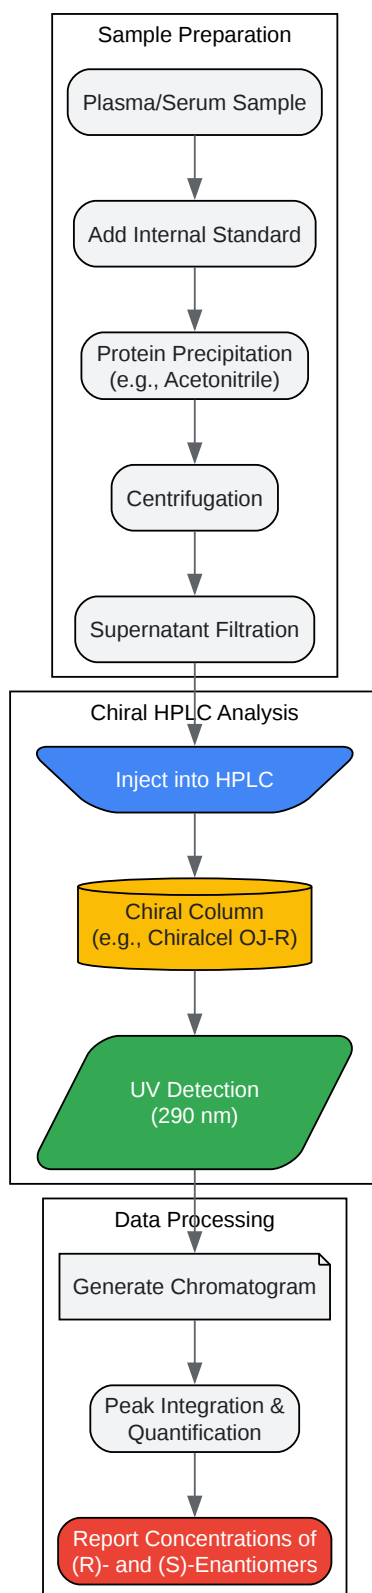 Sample Preparation
Plasma/Serum Sample
Add Internal Standard
Protein Precipitation
(e.g., Acetonitrile)
Centrifugation
Supernatant Filtration
Chiral HPLC Analysis
Inject into HPLC
Chiral Column
(e.g., Chiralcel OJ-R)
UV Detection
(290 nm)
Data Processing
Generate Chromatogram
Peak Integration &
Quantification
Report Concentrations of
(R)- and (S)-Enantiomers